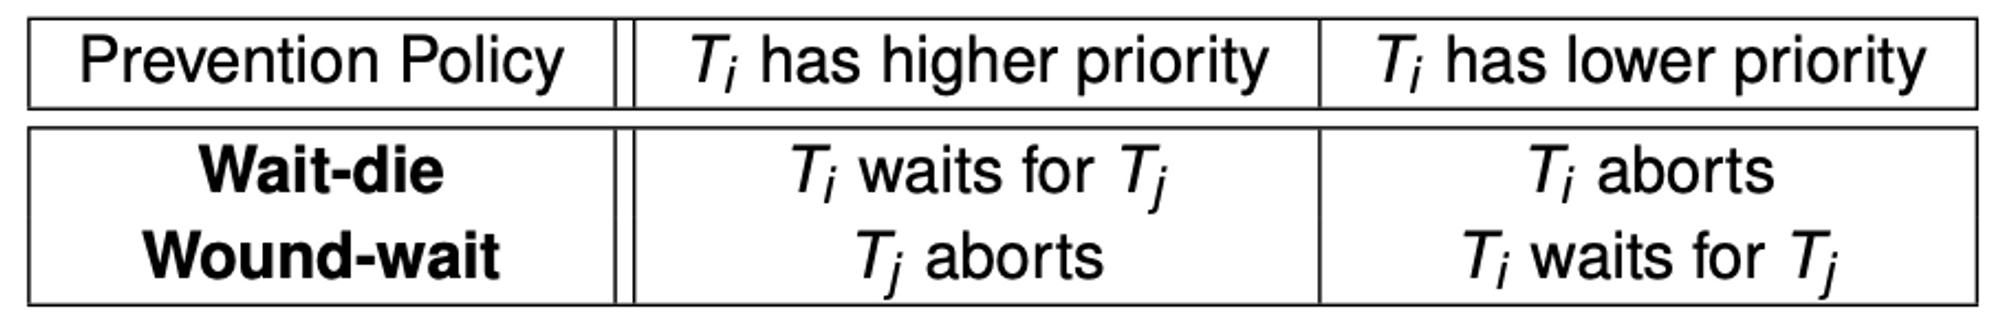 Prevention Policy Ti has higher priority Ti has lower priority
Wait-die Ti waits for Tj Ti aborts
Wound-wait Tj aborts Ti waits for Tj